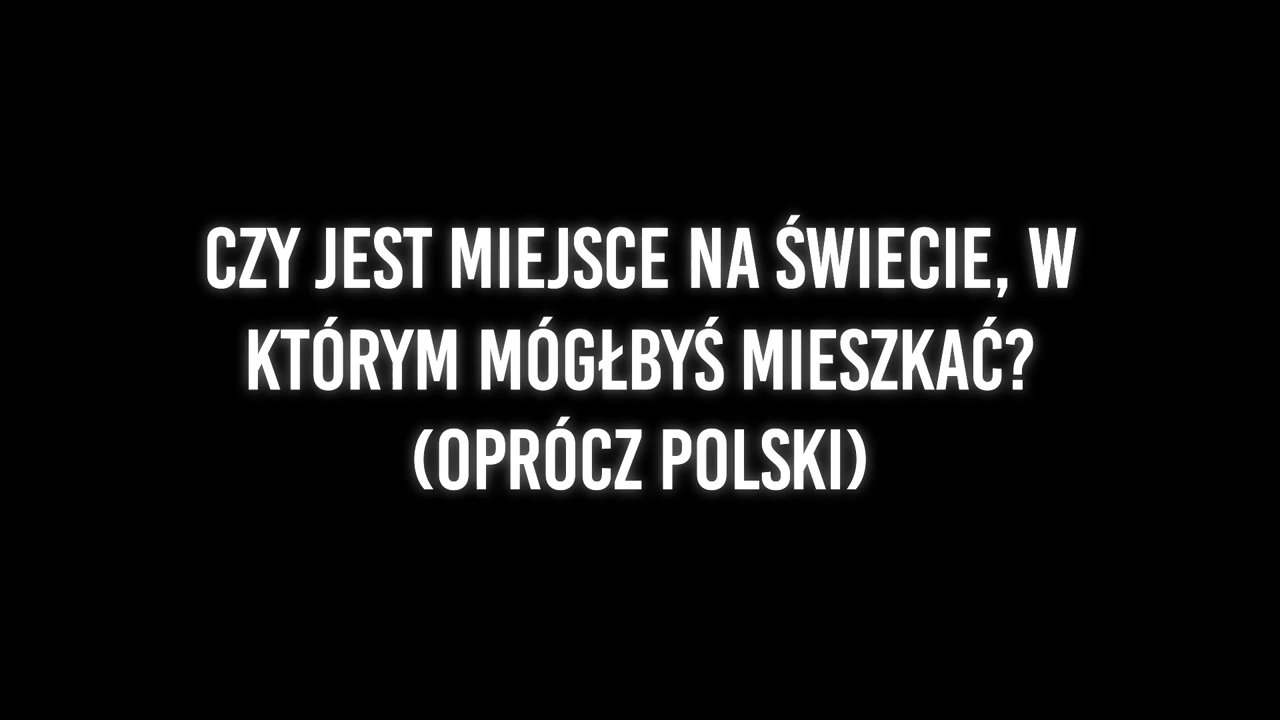 CZY JEST MIEJSCE NA ŚWIECIE, W
KTÓRYM MÓGŁBYŚ MIESZKAĆ?
(OPRÓCZ POLSKI)